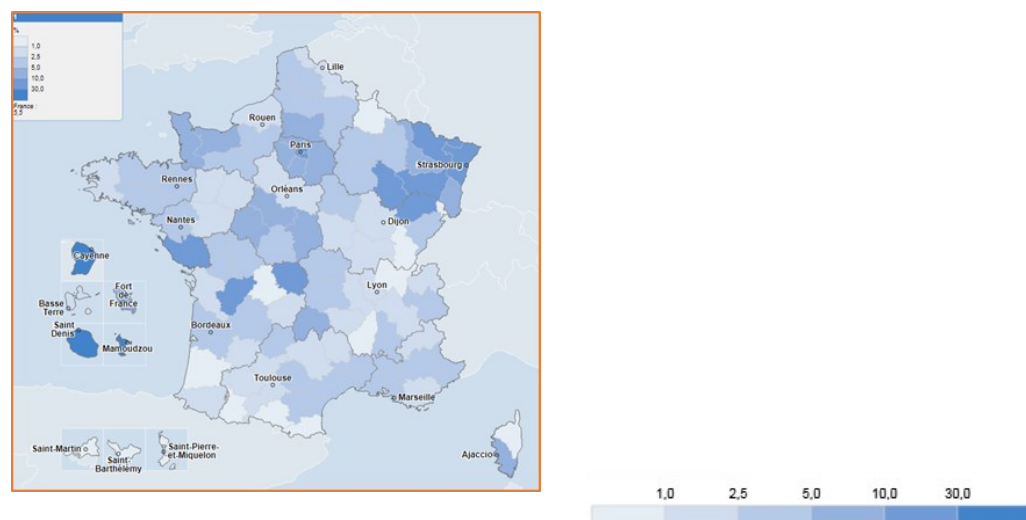 %
1,0
2,5
5,0
10,0
30,0
France :
5,5
Lille
Rouen
Paris
Strasbourg
Rennes
Orléans
Nantes
Dijon
Cayenne
Lyon
Fort
de
France
Basse
Terre
Saint
Denis
Mamoudzou
Bordeaux
Toulouse
Marseille
Saint-Martin
Saint-
Barthélémy
Saint-Pierre-
et-Miquelon
Ajaccio
1,0 2,5 5,0 10,0 30,0